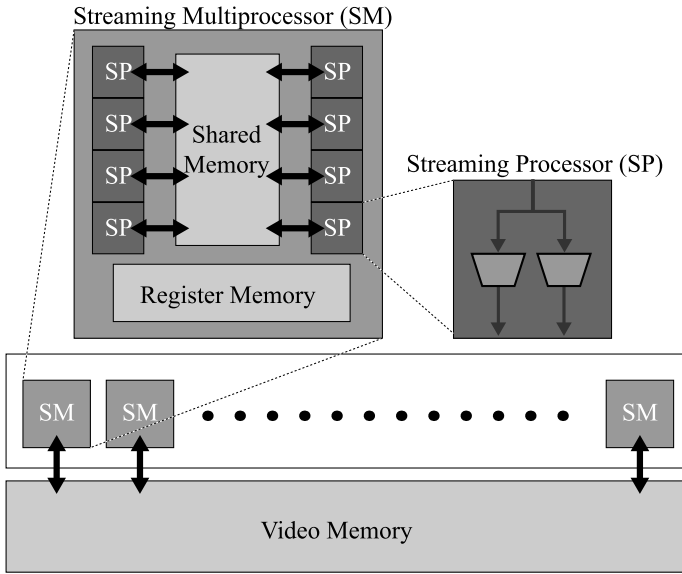 Streaming Multiprocessor (SM)
SP SP
SP SP
Shared
Memory
SP SP
SP SP
Register Memory
Streaming Processor (SP)
SM SM SM
Video Memory